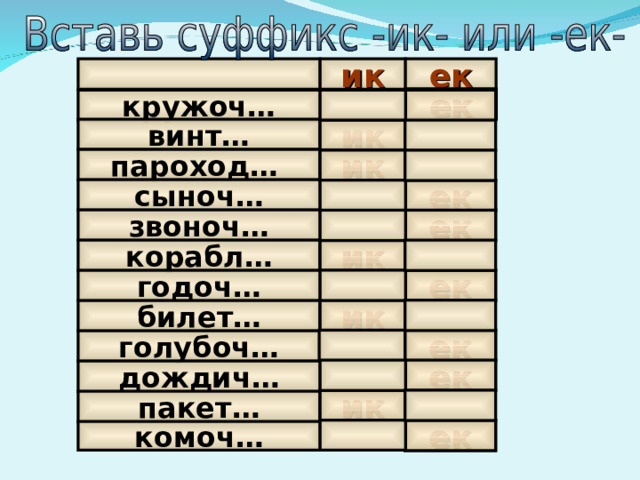 Вставь суффикс -ик- или -ек-
ик ек
кружоч… ек
винт… ик
пароход… ик
сыноч… ек
звоноч… ек
корабл… ик
годоч… ек
билет… ик
голубоч… ек
дождич… ек
пакет… ик
комоч… ек